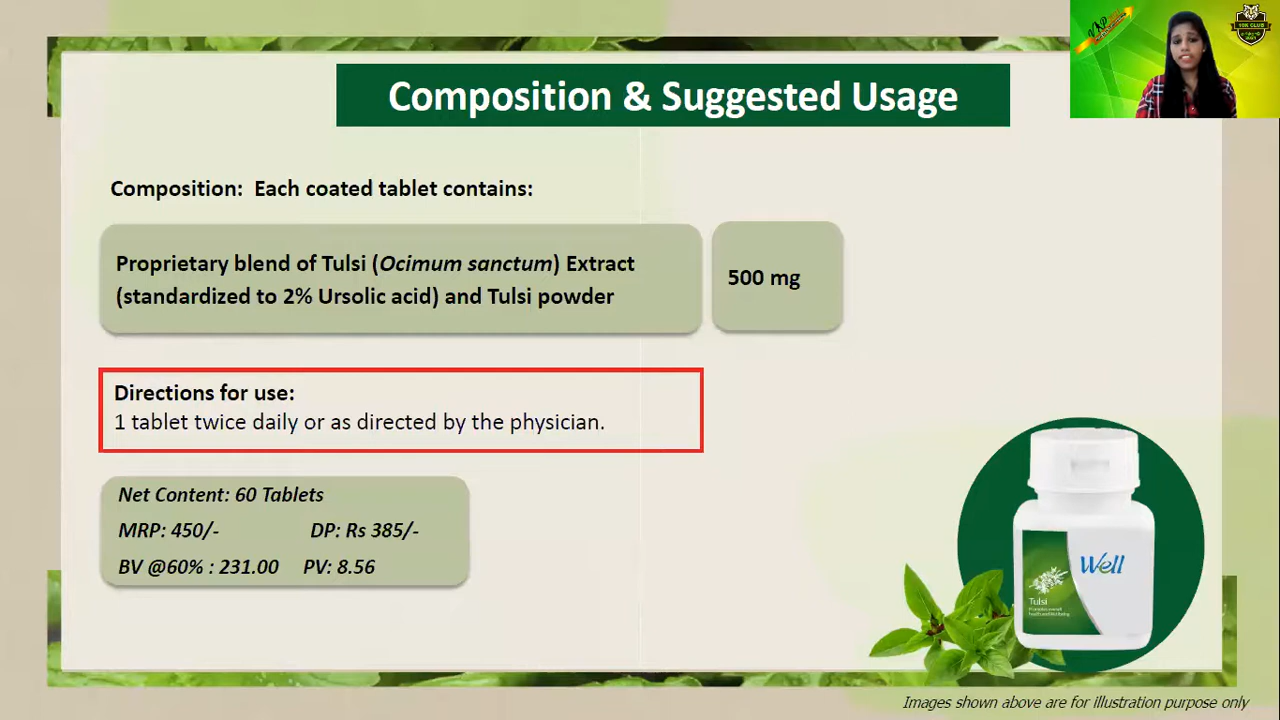 Composition & Suggested Usage
Composition: Each coated tablet contains:
Proprietary blend of Tulsi (Ocimum sanctum) Extract
(standardized to 2% Ursolic acid) and Tulsi powder
500 mg
Directions for use:
1 tablet twice daily or as directed by the physician.
Net Content: 60 Tablets
MRP: 450/- DP: Rs 385/-
BV @60% : 231.00 PV: 8.56
Well
Tulsi
Images shown above are for illustration purpose only